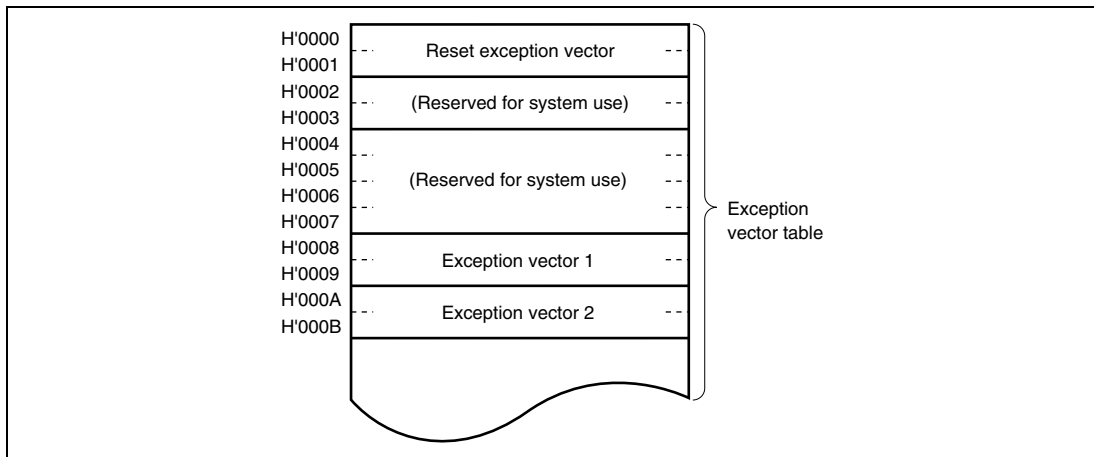 H'0000
H'0001
Reset exception vector
H'0002
H'0003
(Reserved for system use)
H'0004
H'0005
H'0006
H'0007
(Reserved for system use)
H'0008
H'0009
Exception vector 1
H'000A
H'000B
Exception vector 2
Exception
vector table